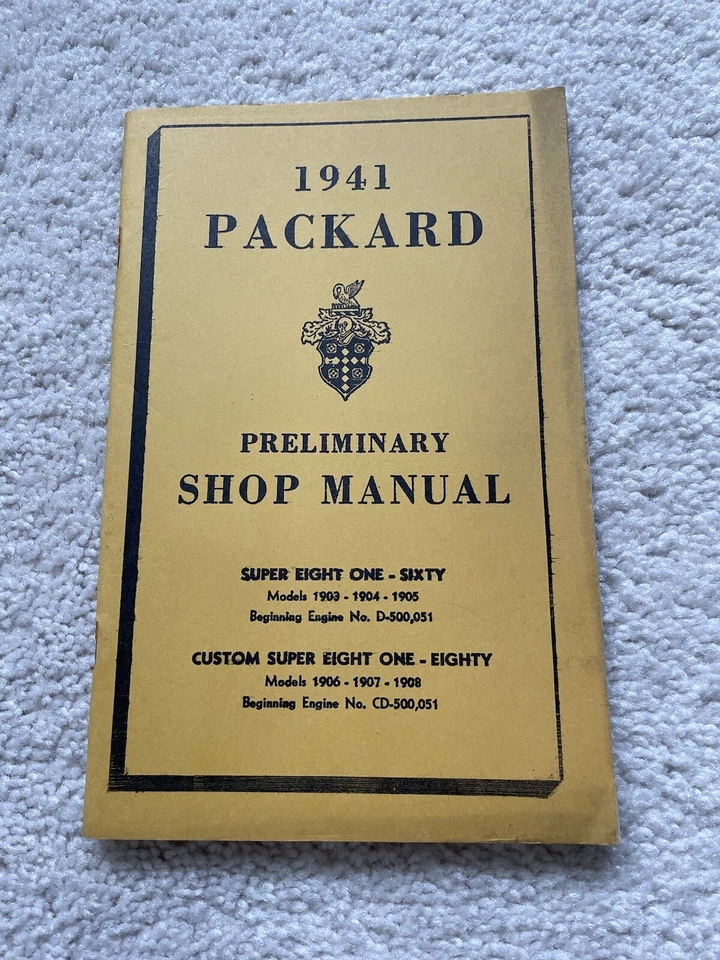 1941
PACKARD
PRELIMINARY
SHOP MANUAL
SUPER EIGHT ONE - SIXTY
Models 1903 - 1904 - 1905
Beginning Engine No. D-500,051
CUSTOM SUPER EIGHT ONE - EIGHTY
Models 1906 - 1907 - 1908
Beginning Engine No. CD-500,051